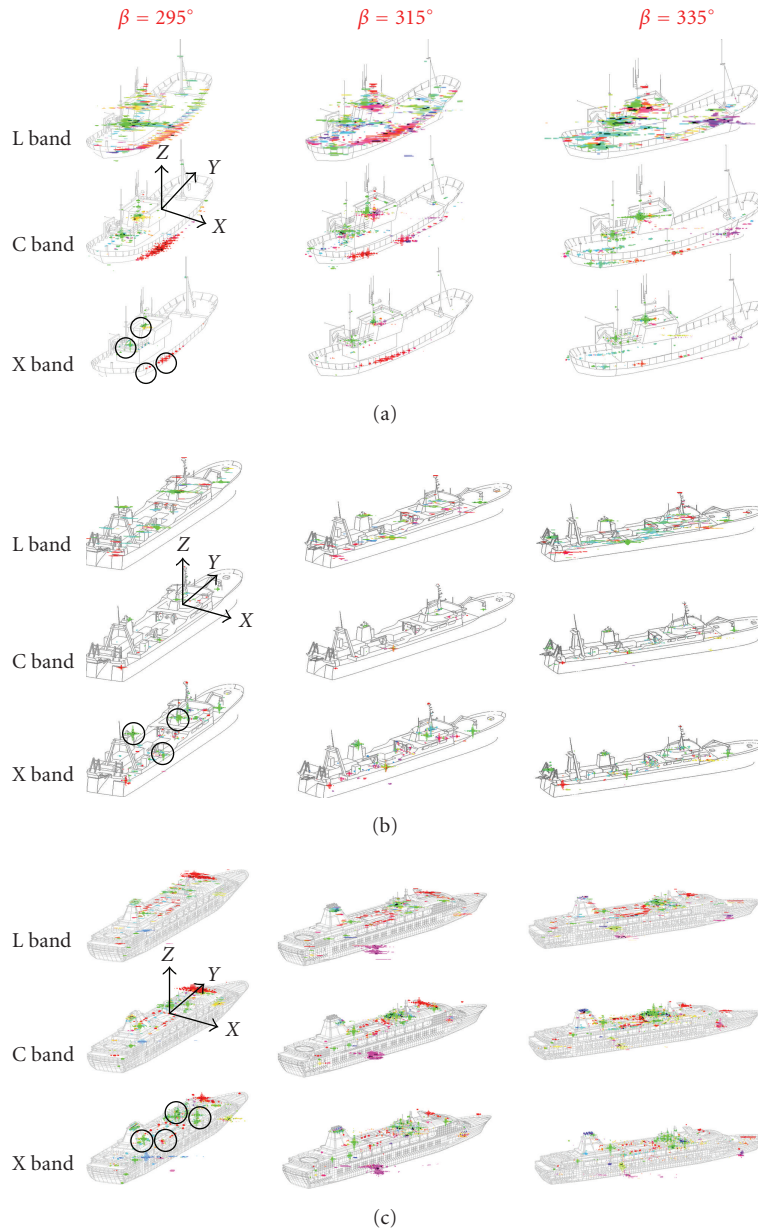 β = 295° β = 315° β = 335°
L band
Z
Y
X
C band
X band
(a)
L band
Z
Y
X
C band
X band
(b)
L band
Z
Y
X
C band
X band
(c)